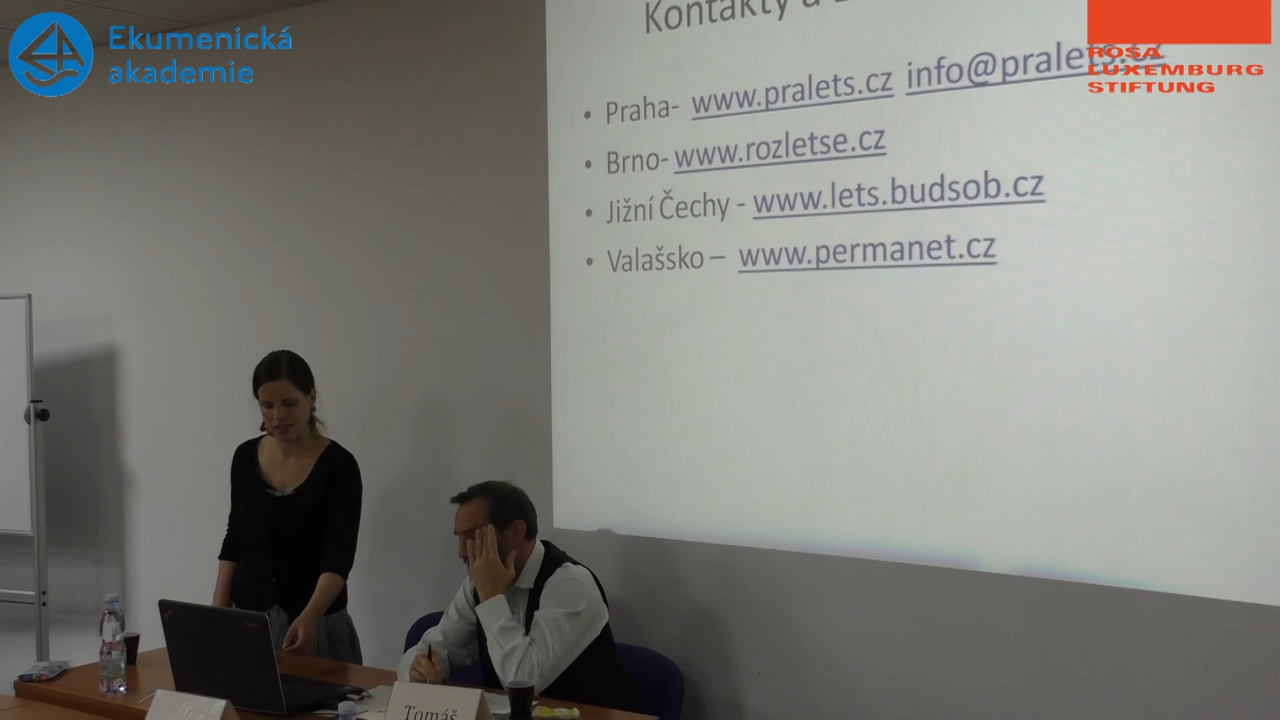 Ekumenická
akademie
Kontakty a
ROSA
LUXEMBURG
STIFTUNG
• Praha- www.pralets.cz info@pralets.cz
• Brno- www.rozletse.cz
• Jižní Čechy - www.lets.budsob.cz
• Valašsko – www.permanet.cz
Tomáš